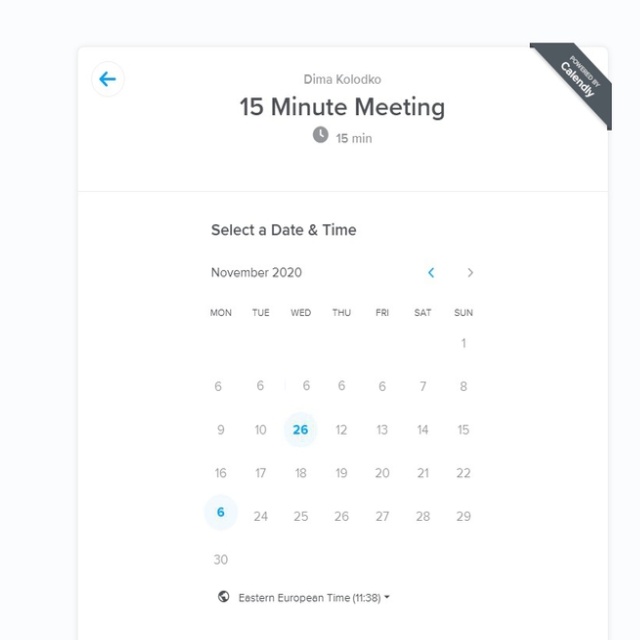 POWERED BY
Calendly
Dima Kolodko
15 Minute Meeting
15 min
Select a Date & Time
November 2020
MON TUE WED THU FRI SAT SUN
1
6 6 6 6 6 7 8
9 10 26 12 13 14 15
16 17 18 19 20 21 22
6 24 25 26 27 28 29
30
Eastern European Time (11:38)